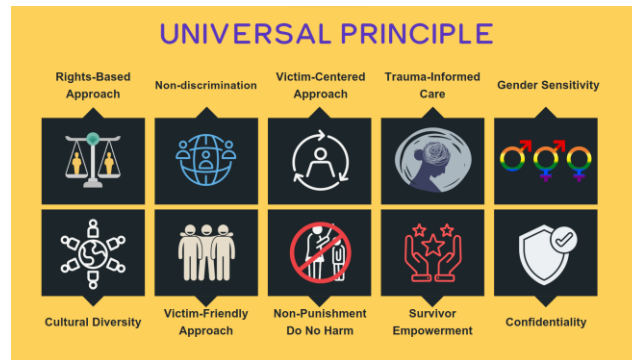 UNIVERSAL PRINCIPLE
Rights-Based
Approach
Non-discrimination
Victim-Centered
Approach
Trauma-Informed
Care
Gender Sensitivity
Cultural Diversity
Victim-Friendly
Approach
Non-Punishment
Do No Harm
Survivor
Empowerment
Confidentiality